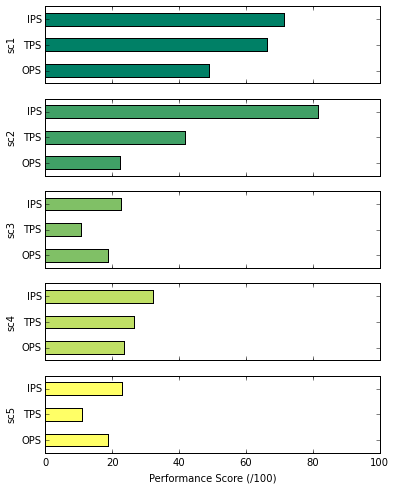 sc1
IPS
TPS
OPS
sc2
IPS
TPS
OPS
sc3
IPS
TPS
OPS
sc4
IPS
TPS
OPS
sc5
IPS
TPS
OPS
0 20 40 60 80 100
Performance Score (/100)